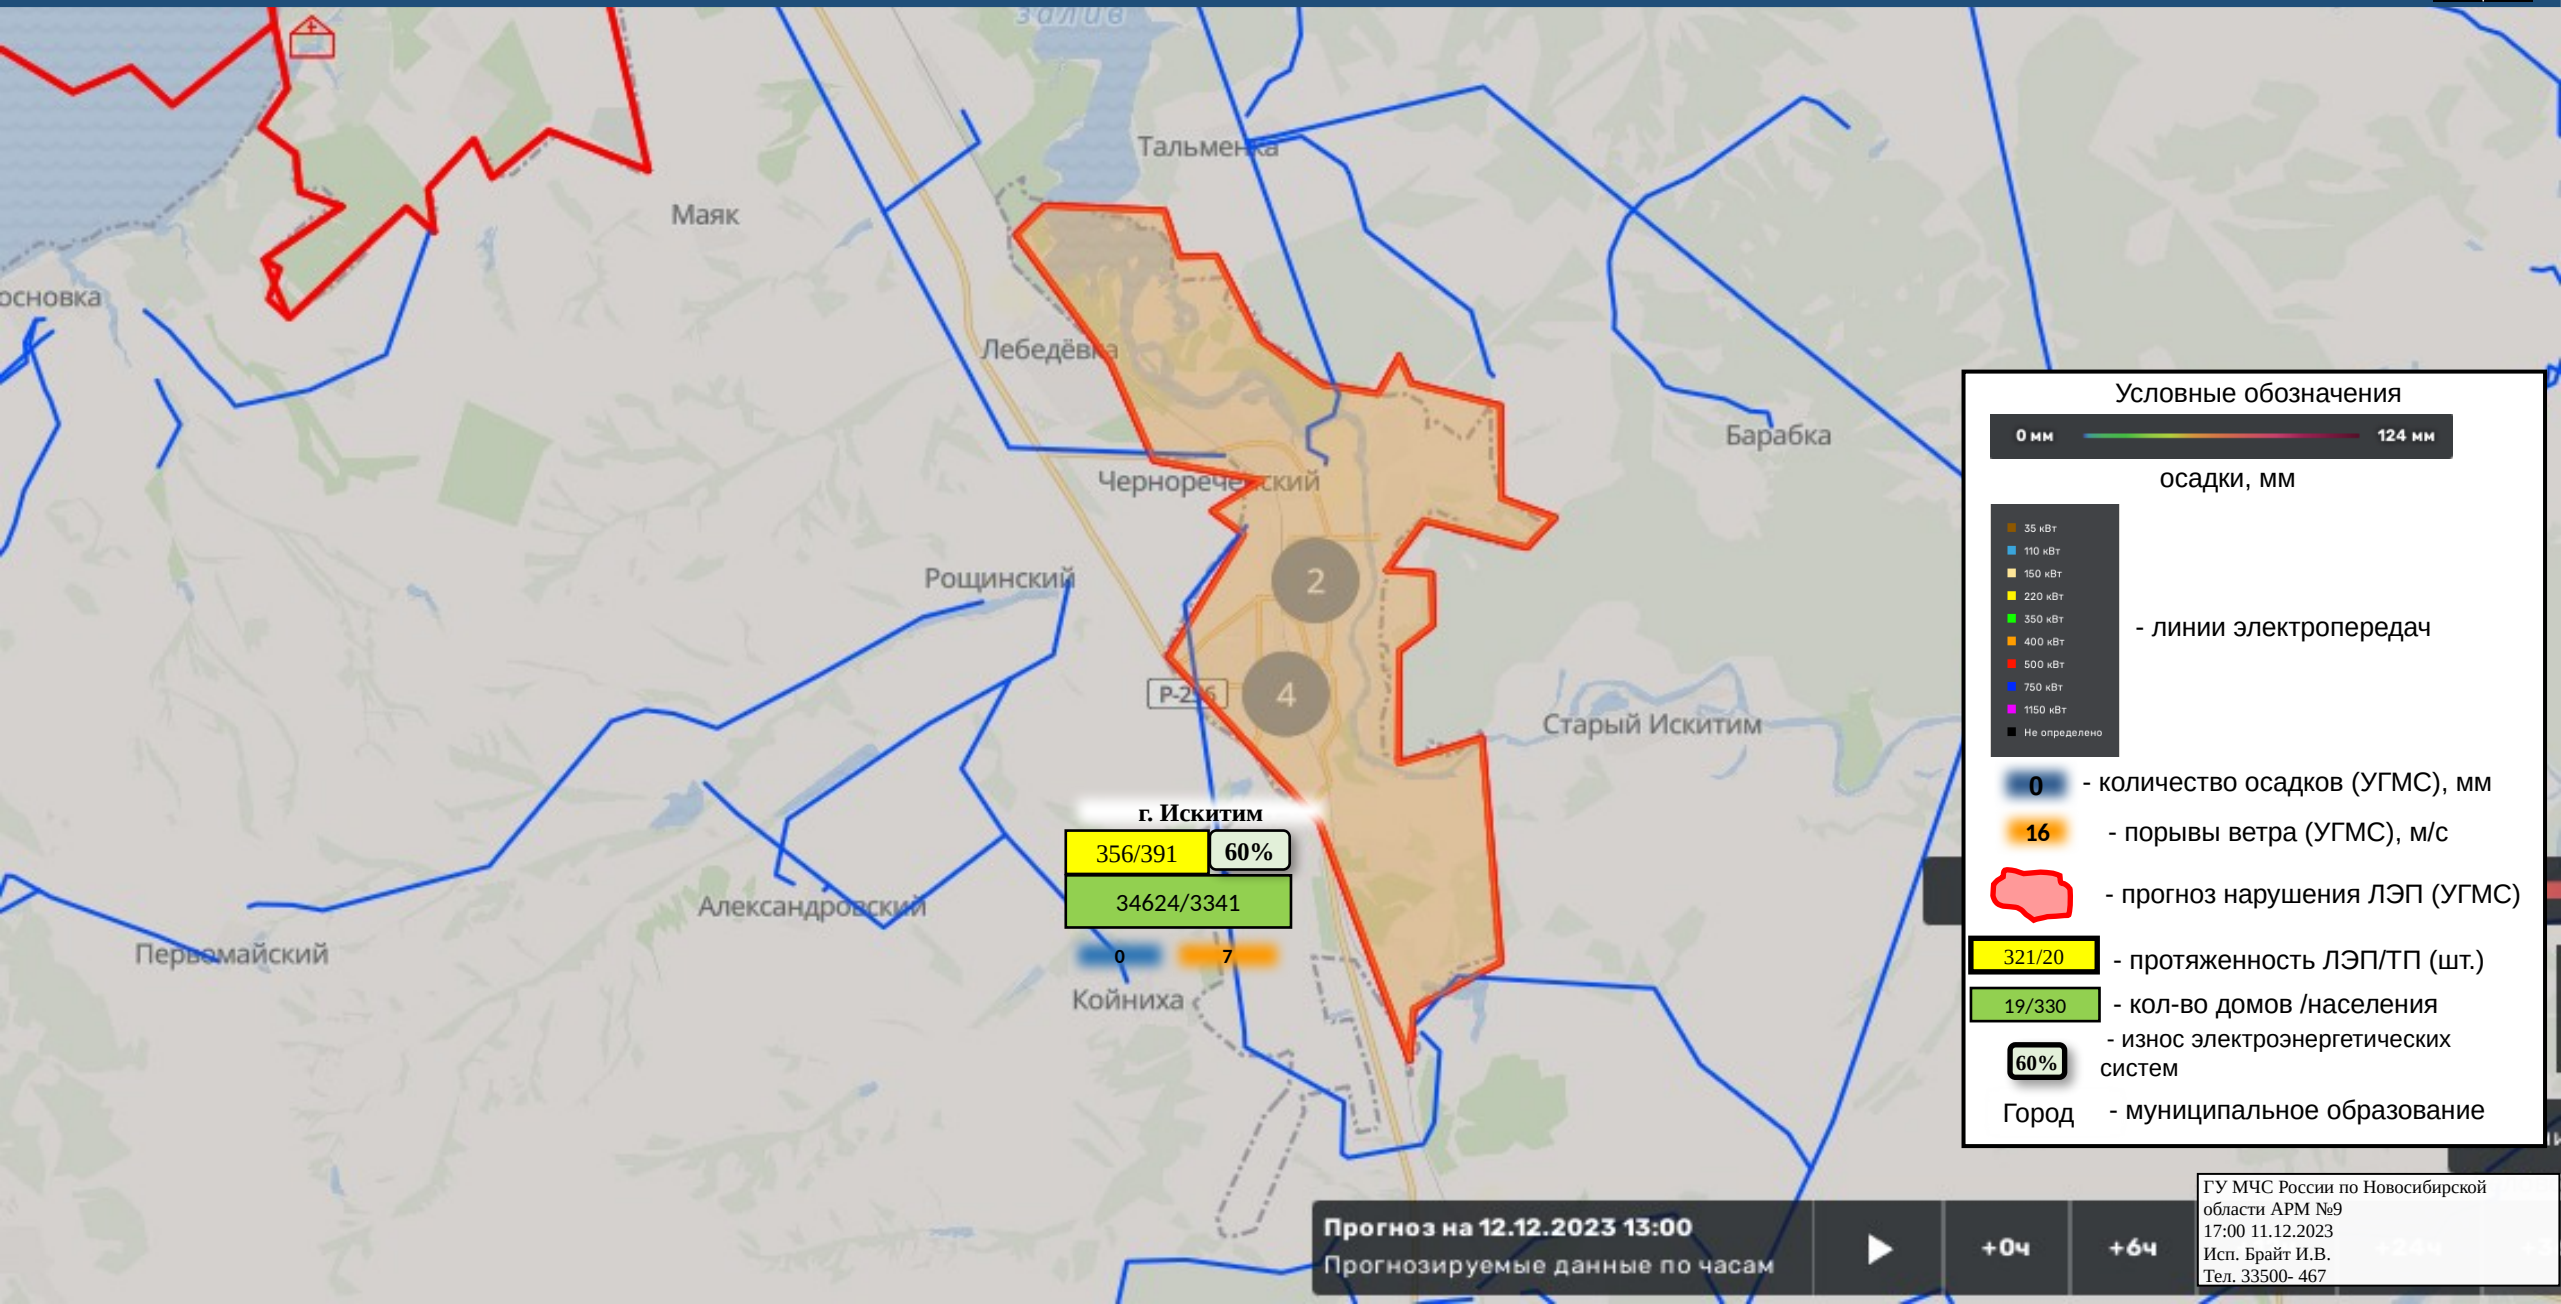 залив
Тальменка
Маяк
основка
Лебедёвка
Барабка
Чернореченский
Рощинский
2
4
Р-256
Старый Искитим
г. Искитим
356/391
60%
34624/3341
0
7
Александровский
Первомайский
Койниха
Условные обозначения
0 мм
124 мм
осадки, мм
35 кВт
110 кВт
150 кВт
220 кВт
350 кВт
400 кВт
500 кВт
750 кВт
1150 кВт
Не определено
- линии электропередач
0 - количество осадков (УГМС), мм
16 - порывы ветра (УГМС), м/с
- прогноз нарушения ЛЭП (УГМС)
321/20 - протяженность ЛЭП/ТП (шт.)
19/330 - кол-во домов /населения
60% - износ электроэнергетических
систем
Город - муниципальное образование
Прогноз на 12.12.2023 13:00
Прогнозируемые данные по часам
+0ч
+6ч
+24ч
ГУ МЧС России по Новосибирской
области АРМ №9
17:00 11.12.2023
Исп. Брайт И.В.
Тел. 33500- 467